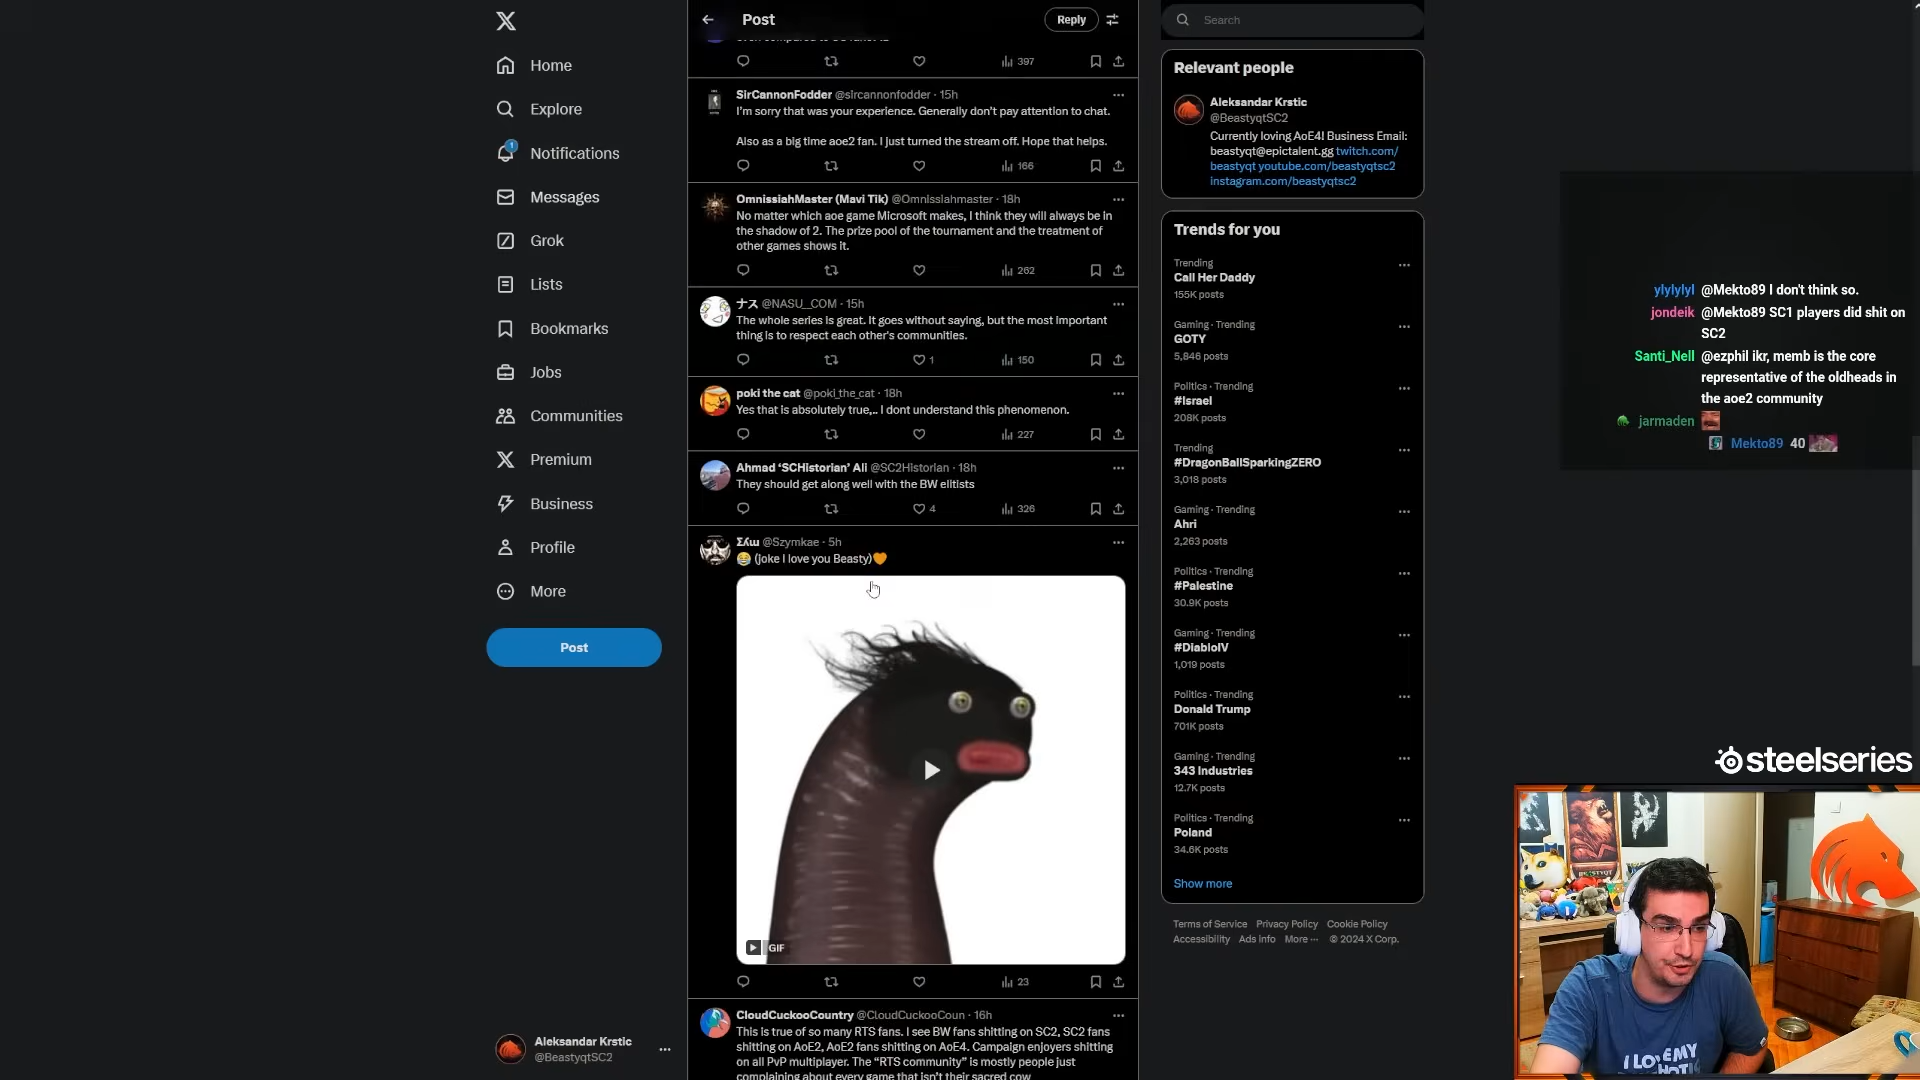 Home
Explore
1
Notifications
Messages
Grok
Lists
Bookmarks
Jobs
Communities
Premium
Business
Profile
More
Post
Aleksandar Krstic
@BeastyqtSC2
Post
Reply
397
SirCannonFodder @sircannonfodder · 15h
I'm sorry that was your experience. Generally don't pay attention to chat.
Also as a big time aoe2 fan. I just turned the stream off. Hope that helps.
166
OmnissiahMaster (Mavi Tik) @Omnissiahmaster · 18h
No matter which aoe game Microsoft makes, I think they will always be in
the shadow of 2. The prize pool of the tournament and the treatment of
other games shows it.
262
ナス @NASU__COM · 15h
The whole series is great. It goes without saying, but the most important
thing is to respect each other's communities.
1 150
poki the cat @poki_the_cat · 18h
Yes that is absolutely true,.. I dont understand this phenomenon.
227
Ahmad 'SCHistorian' Ali @SC2Historian · 18h
They should get along well with the BW elitists
4 326
@Szymkae · 5h
(joke I love you Beasty)
GIF
23
CloudCuckooCountry @CloudCuckooCoun · 16h
This is true of so many RTS fans. I see BW fans shitting on SC2, SC2 fans
shitting on AoE2, AoE2 fans shitting on AoE4. Campaign enjoyers shitting
on all PvP multiplayer. The "RTS community" is mostly people just
complaining about every game that isn't their sacred cow
Search
Relevant people
Aleksandar Krstic
@BeastyqtSC2
Currently loving AoE4! Business Email:
beastyqt@epictalent.gg twitch.com/
beastyqt youtube.com/beastyqtsc2
instagram.com/beastyqtsc2
Trends for you
Trending
Call Her Daddy
155K posts
Gaming · Trending
GOTY
5,846 posts
Politics · Trending
#Israel
208K posts
Trending
#DragonBallSparkingZERO
3,018 posts
Gaming · Trending
Ahri
2,263 posts
Politics · Trending
#Palestine
30.9K posts
Gaming · Trending
#DiabloIV
1,019 posts
Politics · Trending
Donald Trump
701K posts
Gaming · Trending
343 Industries
12.7K posts
Politics · Trending
Poland
34.6K posts
Show more
Terms of Service Privacy Policy Cookie Policy
Accessibility Ads info More ··· © 2024 X Corp.
ylylylyl @Mekto89 I don't think so.
jondeik @Mekto89 SC1 players did shit on
SC2
Santi_Nell @ezphil ikr, memb is the core
representative of the oldheads in
the aoe2 community
jarmaden
Mekto89 40
steelseries